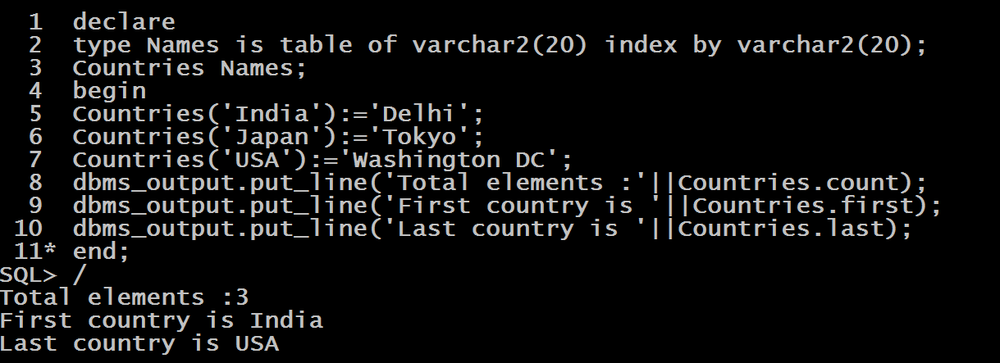 1 declare
2 type Names is table of varchar2(20) index by varchar2(20);
3 Countries Names;
4 begin
5 Countries('India'):='Delhi';
6 Countries('Japan'):='Tokyo';
7 Countries('USA'):='Washington DC';
8 dbms_output.put_line('Total elements :'||Countries.count);
9 dbms_output.put_line('First country is '||Countries.first);
10 dbms_output.put_line('Last country is '||Countries.last);
11* end;
SQL> /
Total elements :3
First country is India
Last country is USA